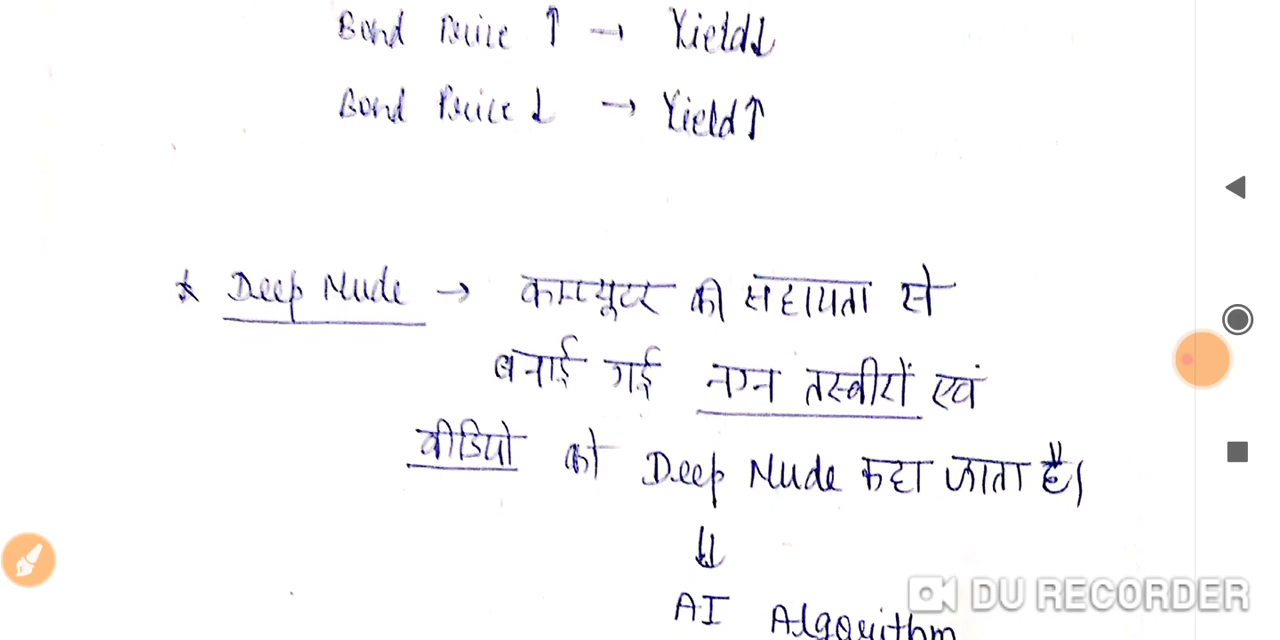 Bond Price ↑ → Yield↓
Bond Price ↓ → Yield↑
* Deep Nude → कम्प्युटर की सहायता से
बनाई गई नग्न तस्वीरों एवं
वीडियो को Deep Nude कहा जाता है।
⇓
AI Algorithm
DU RECORDER